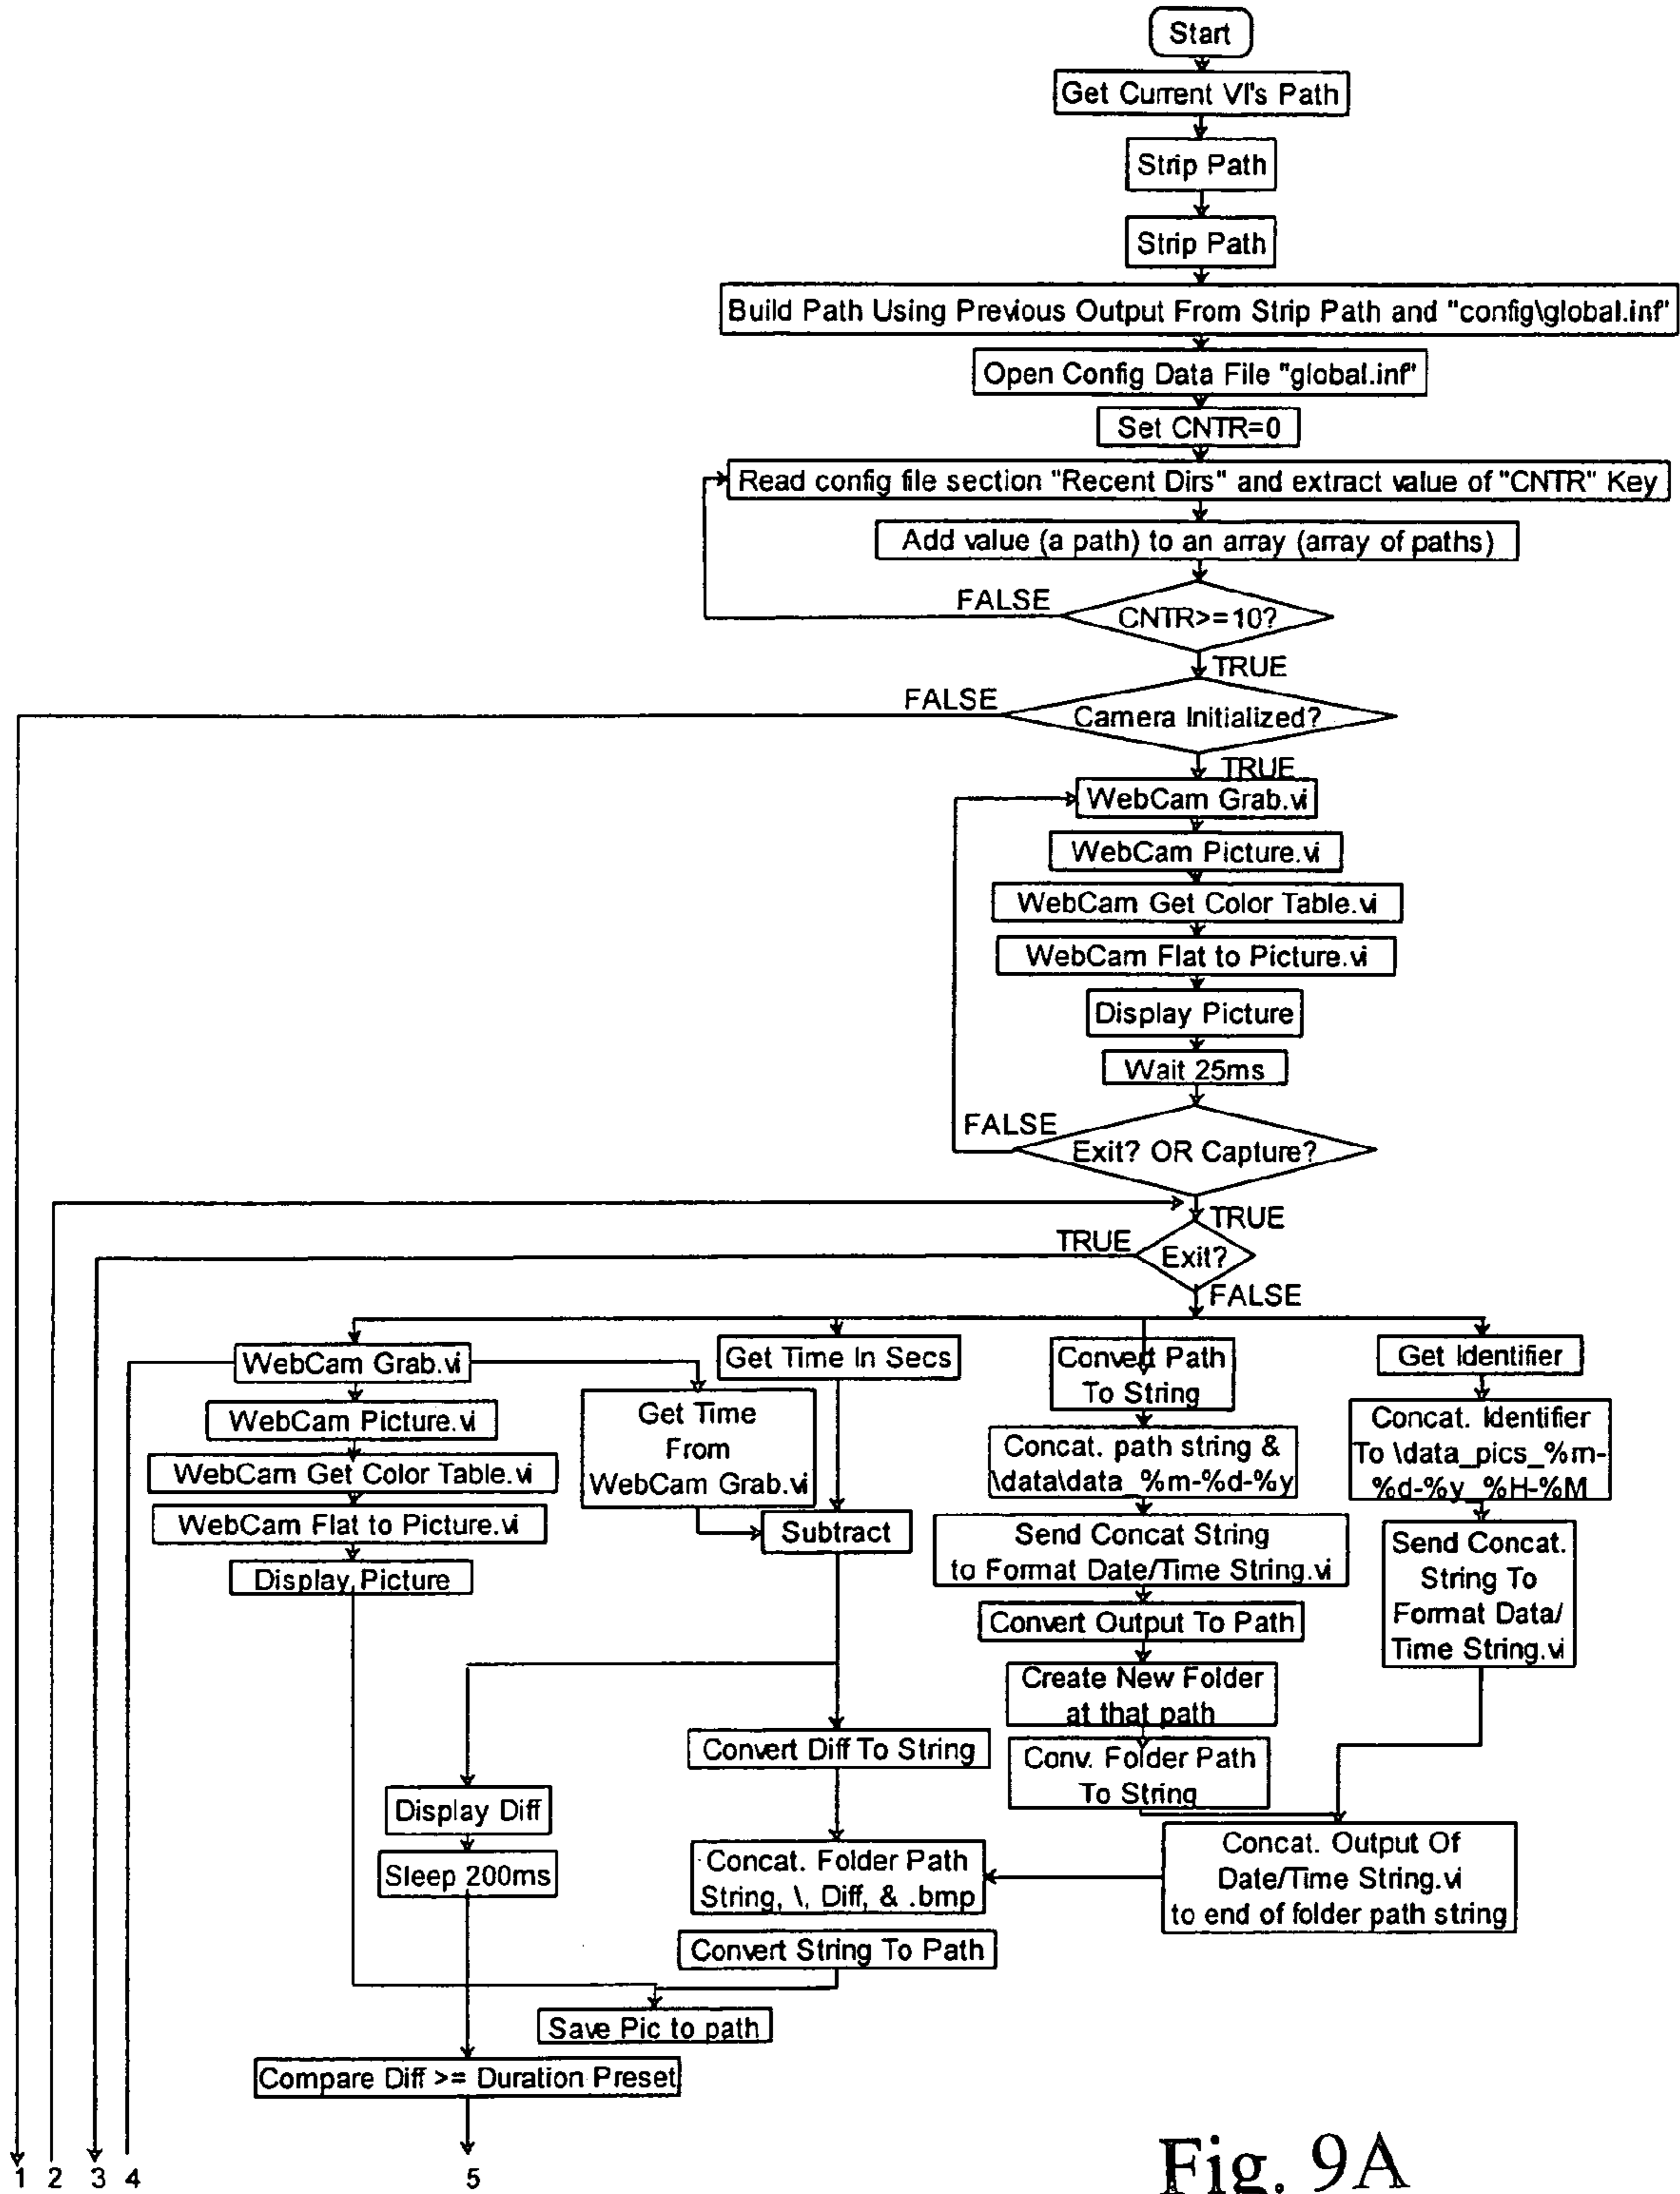 Start
Get Current VI's Path
Strip Path
Strip Path
Build Path Using Previous Output From Strip Path and "config\global.inf"
Open Config Data File "global.inf"
Set CNTR=0
Read config file section "Recent Dirs" and extract value of "CNTR" Key
Add value (a path) to an array (array of paths)
FALSE
CNTR>=10?
TRUE
FALSE
Camera Initialized?
TRUE
WebCam Grab.vi
WebCam Picture.vi
WebCam Get Color Table.vi
WebCam Flat to Picture.vi
Display Picture
Wait 25ms
FALSE
Exit? OR Capture?
TRUE
TRUE
Exit?
FALSE
WebCam Grab.vi
WebCam Picture.vi
WebCam Get Color Table.vi
WebCam Flat to Picture.vi
Display Picture
Get Time In Secs
Get Time
From
WebCam Grab.vi
Subtract
Convert Path
To String
Concat. path string &
\data\data_%m-%d-%y
Send Concat String
to Format Date/Time String.vi
Convert Output To Path
Create New Folder
at that path
Conv. Folder Path
To String
Get Identifier
Concat. Identifier
To \data_pics_%m-
%d-%y_%H-%M
Send Concat.
String To
Format Data/
Time String.vi
Convert Diff To String
Display Diff
Sleep 200ms
Concat. Folder Path
String, \, Diff, & .bmp
Concat. Output Of
Date/Time String.vi
to end of folder path string
Convert String To Path
Save Pic to path
Compare Diff >= Duration Preset
1 2 3 4 5
Fig. 9A